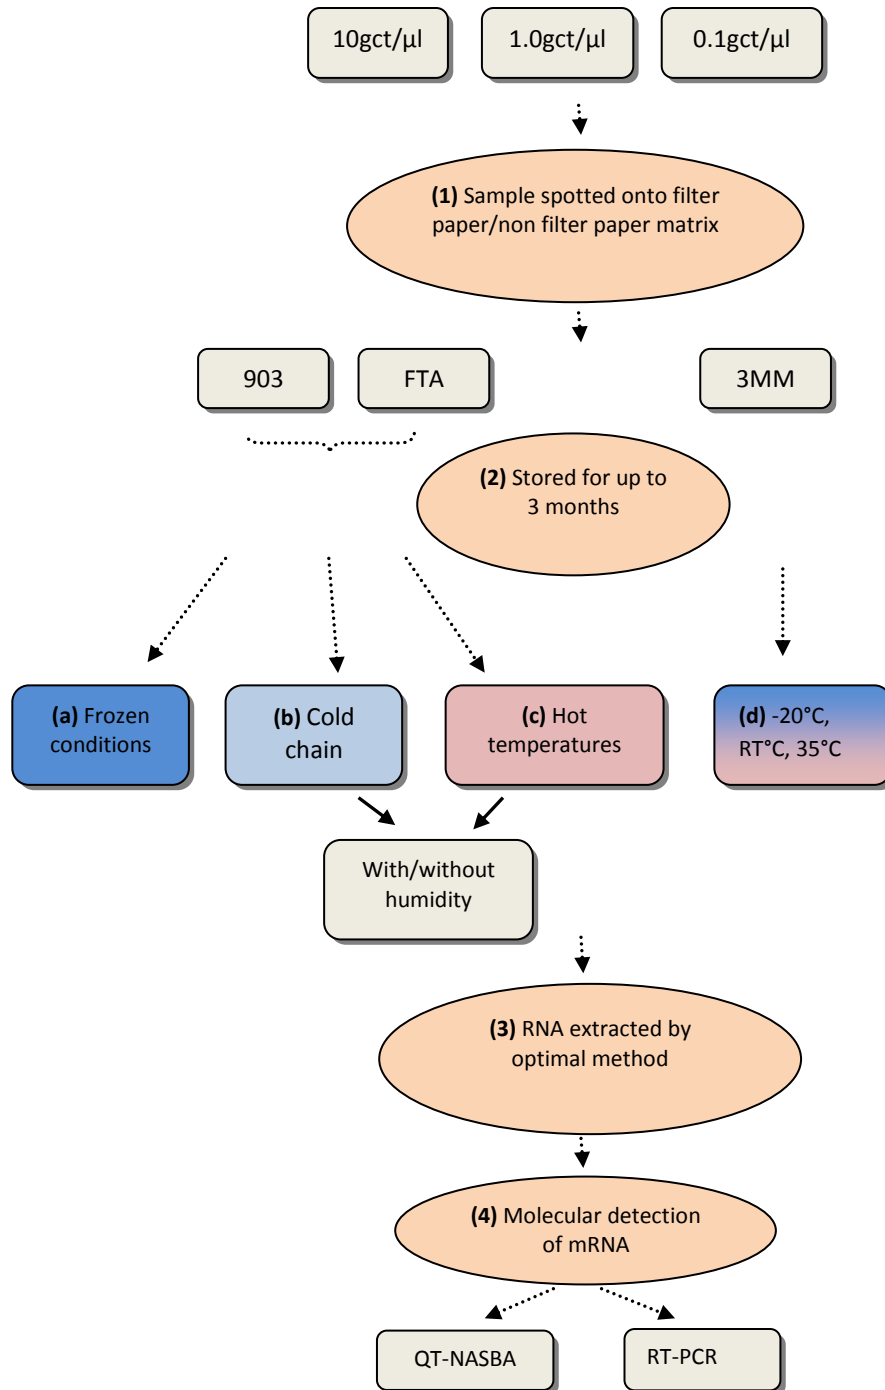 10gct/µl
1.0gct/µl
0.1gct/µl
(1) Sample spotted onto filter
paper/non filter paper matrix
903
FTA
3MM
(2) Stored for up to
3 months
(a) Frozen
conditions
(b) Cold
chain
(c) Hot
temperatures
(d) -20°C,
RT°C, 35°C
With/without
humidity
(3) RNA extracted by
optimal method
(4) Molecular detection
of mRNA
QT-NASBA
RT-PCR